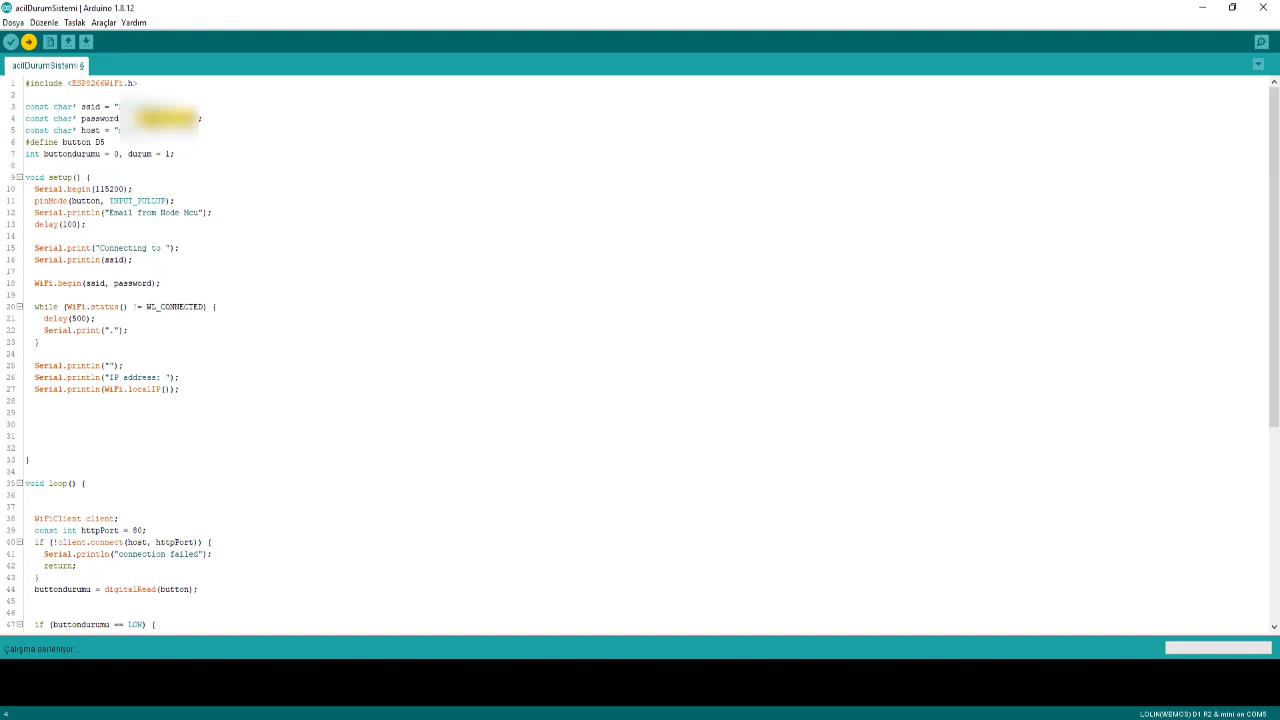 acilDurumSistemi | Arduino 1.8.12
Dosya Düzenle Taslak Araçlar Yardım
acilDurumSistemi §
1 #include <ESP8266WiFi.h>
2
3 const char* ssid = "
4 const char* password ;
5 const char* host = "
6 #define button D5
7 int buttondurumu = 0, durum = 1;
8
9 void setup() {
10 Serial.begin(115200);
11 pinMode(button, INPUT_PULLUP);
12 Serial.println("Email from Node Mcu");
13 delay(100);
14
15 Serial.print("Connecting to ");
16 Serial.println(ssid);
17
18 WiFi.begin(ssid, password);
19
20 while (WiFi.status() != WL_CONNECTED) {
21 delay(500);
22 Serial.print(".");
23 }
24
25 Serial.println("");
26 Serial.println("IP address: ");
27 Serial.println(WiFi.localIP());
28
29
30
31
32
33 }
34
35 void loop() {
36
37
38 WiFiClient client;
39 const int httpPort = 80;
40 if (!client.connect(host, httpPort)) {
41 Serial.println("connection failed");
42 return;
43 }
44 buttondurumu = digitalRead(button);
45
46
47 if (buttondurumu == LOW) {
Çalışma derleniyor...
4 LOLIN(WEMOS) D1 R2 & mini on COM5